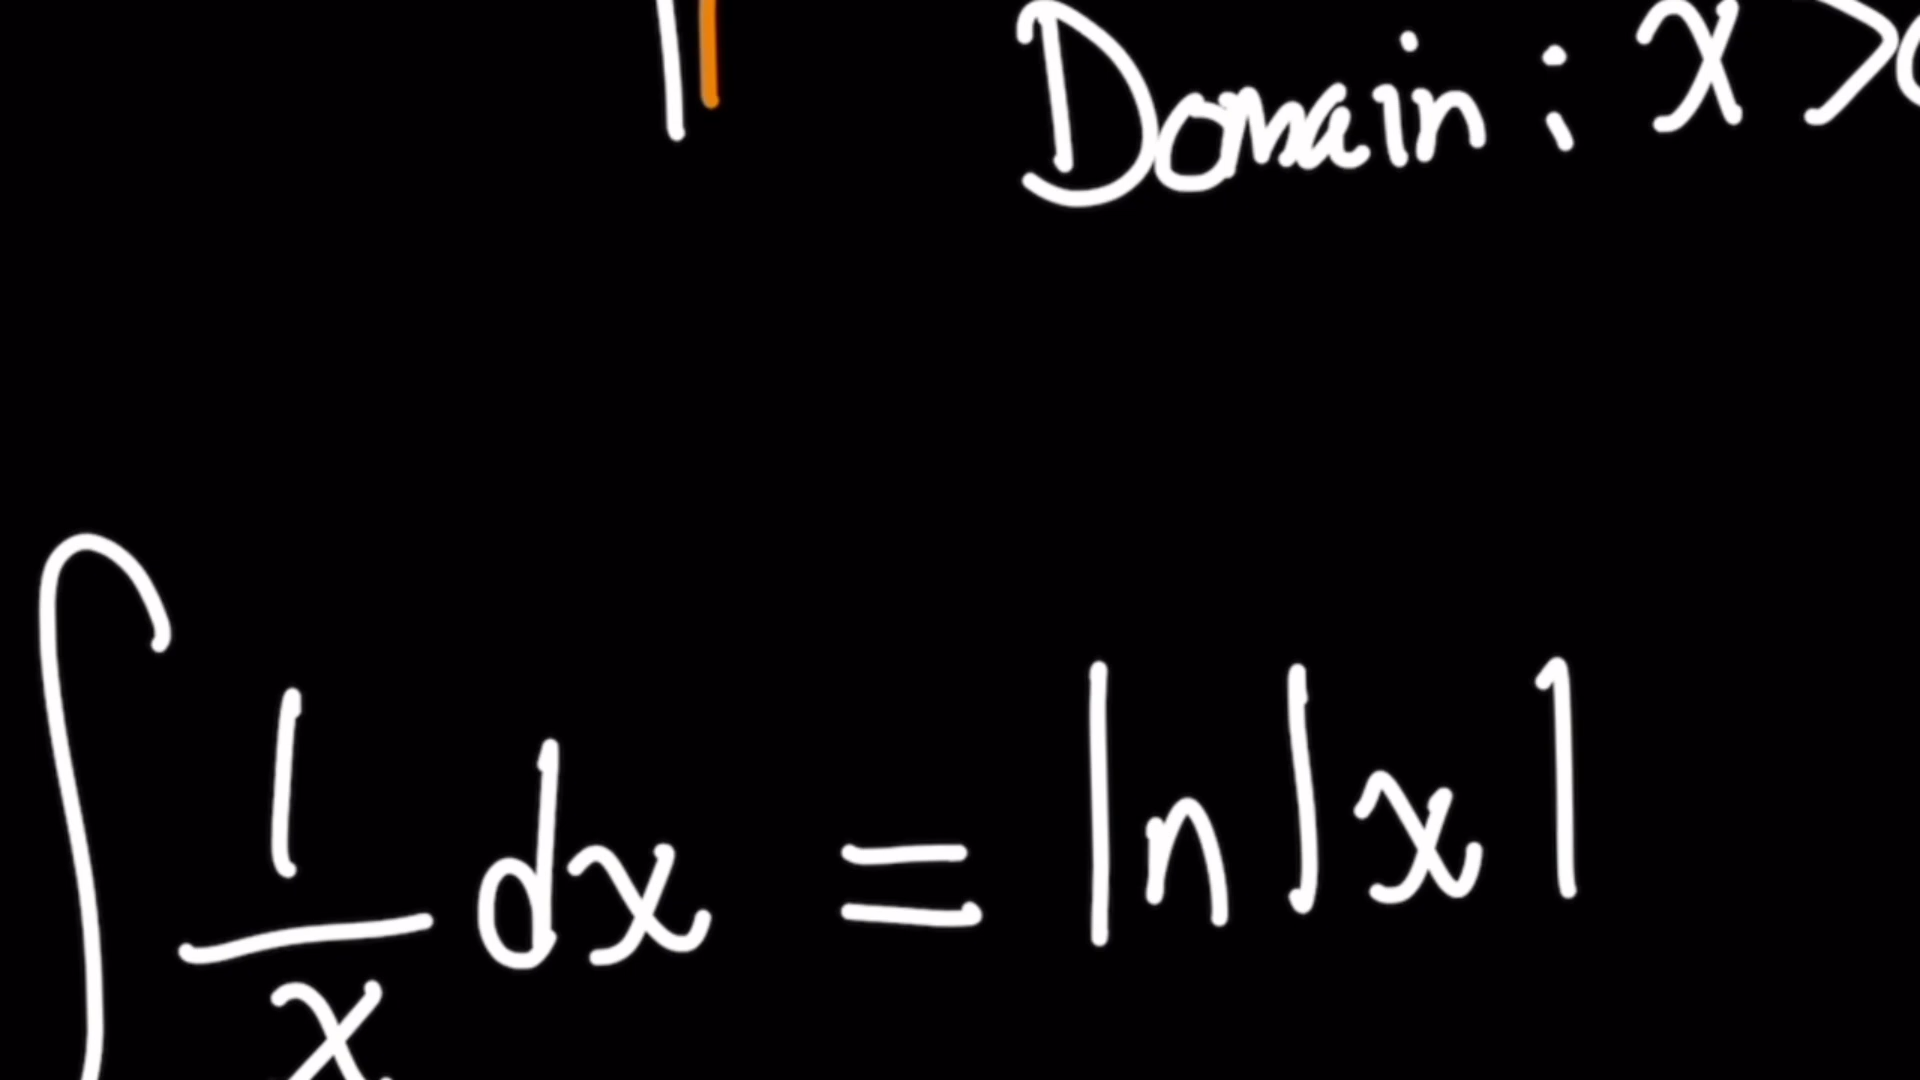 Domain: x >
∫ 1/x dx = ln |x|